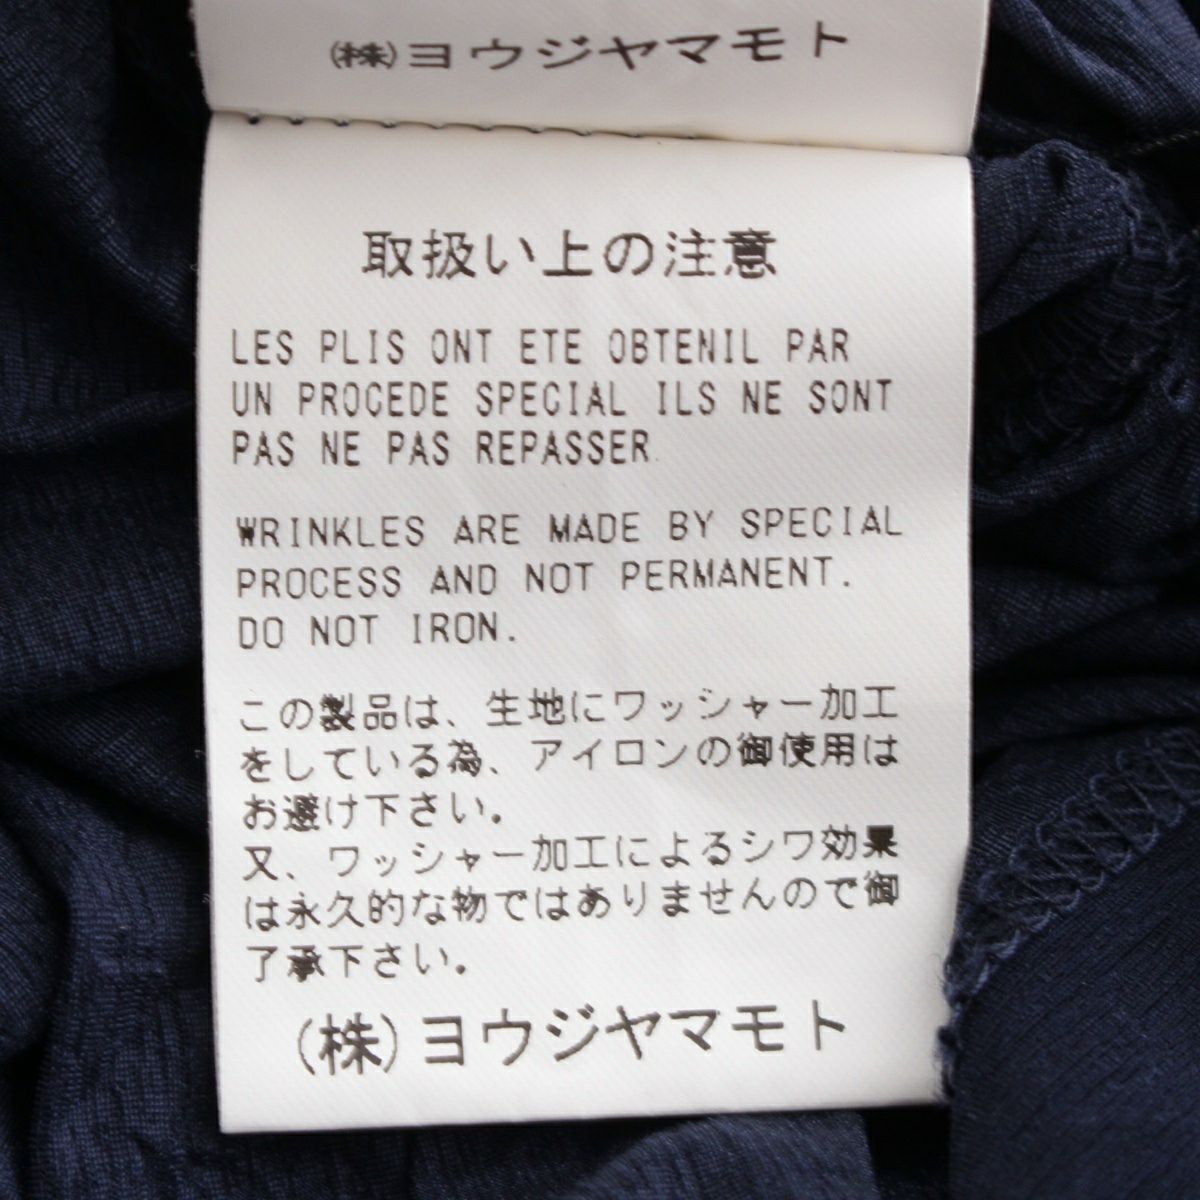 (株)ヨウジヤマモト
取扱い上の注意
LES PLIS ONT ETE OBTENIL PAR
UN PROCEDE SPECIAL ILS NE SONT
PAS NE PAS REPASSER
WRINKLES ARE MADE BY SPECIAL
PROCESS AND NOT PERMANENT.
DO NOT IRON.
この製品は、生地にワッシャー加工
をしている為、アイロンの御使用は
お避け下さい。
又、ワッシャー加工によるシワ効果
は永久的な物ではありませんので御
了承下さい。
(株)ヨウジヤマモト